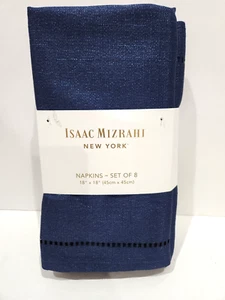 ISAAC MIZRAHI
NEW YORK
NAPKINS – SET OF 8
18" x 18" (45cm x 45cm)